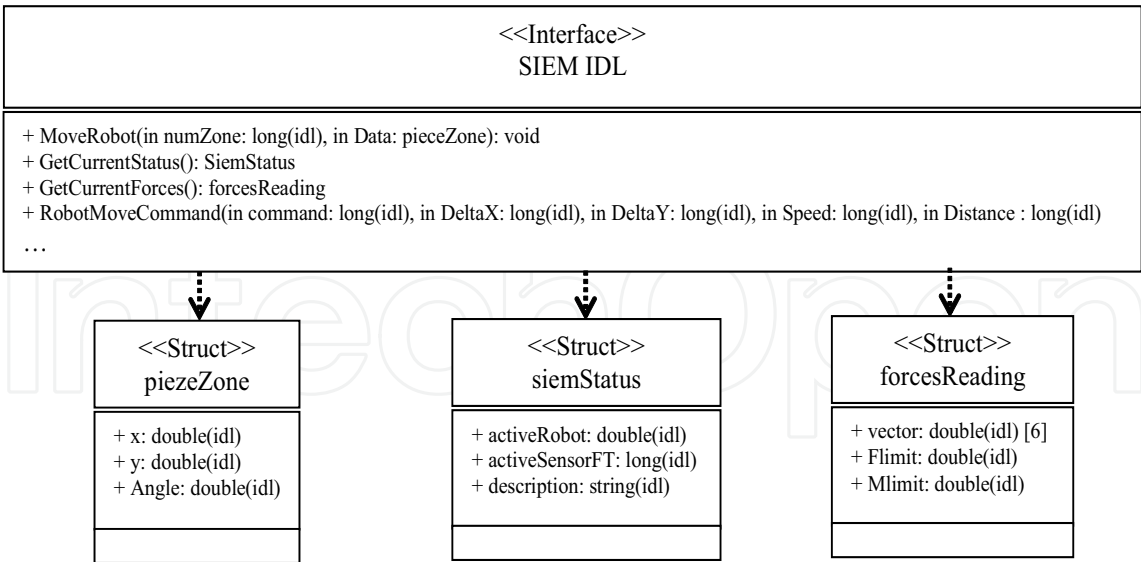 <<Interface>>
SIEM IDL
+ MoveRobot(in numZone: long(idl), in Data: pieceZone): void
+ GetCurrentStatus(): SiemStatus
+ GetCurrentForces(): forcesReading
+ RobotMoveCommand(in command: long(idl), in DeltaX: long(idl), in DeltaY: long(idl), in Speed: long(idl), in Distance : long(idl)
…
IntechOpen
<<Struct>>
piezeZone
+ x: double(idl)
+ y: double(idl)
+ Angle: double(idl)
<<Struct>>
siemStatus
+ activeRobot: double(idl)
+ activeSensorFT: long(idl)
+ description: string(idl)
<<Struct>>
forcesReading
+ vector: double(idl) [6]
+ Flimit: double(idl)
+ Mlimit: double(idl)